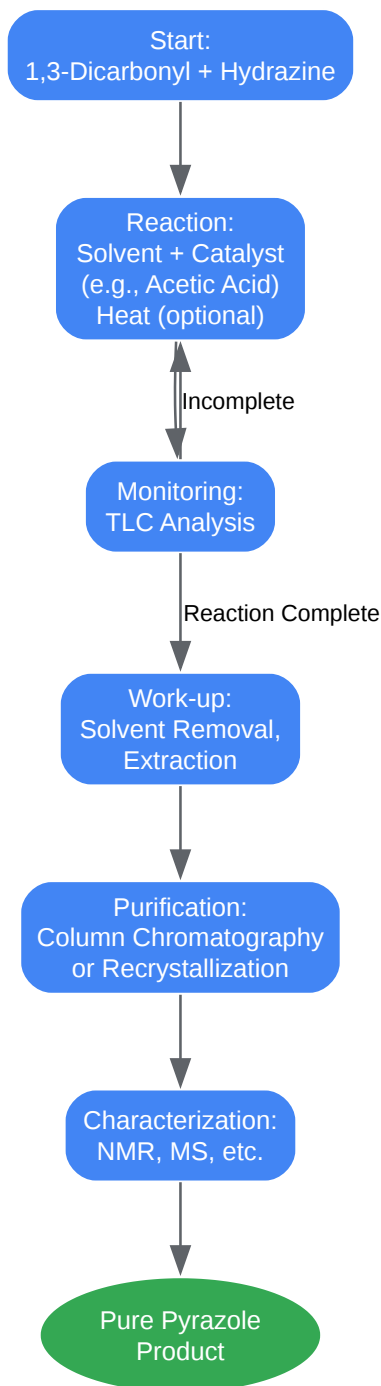 Start:
1,3-Dicarbonyl + Hydrazine
Reaction:
Solvent + Catalyst
(e.g., Acetic Acid)
Heat (optional)
Incomplete
Monitoring:
TLC Analysis
Reaction Complete
Work-up:
Solvent Removal,
Extraction
Purification:
Column Chromatography
or Recrystallization
Characterization:
NMR, MS, etc.
Pure Pyrazole
Product